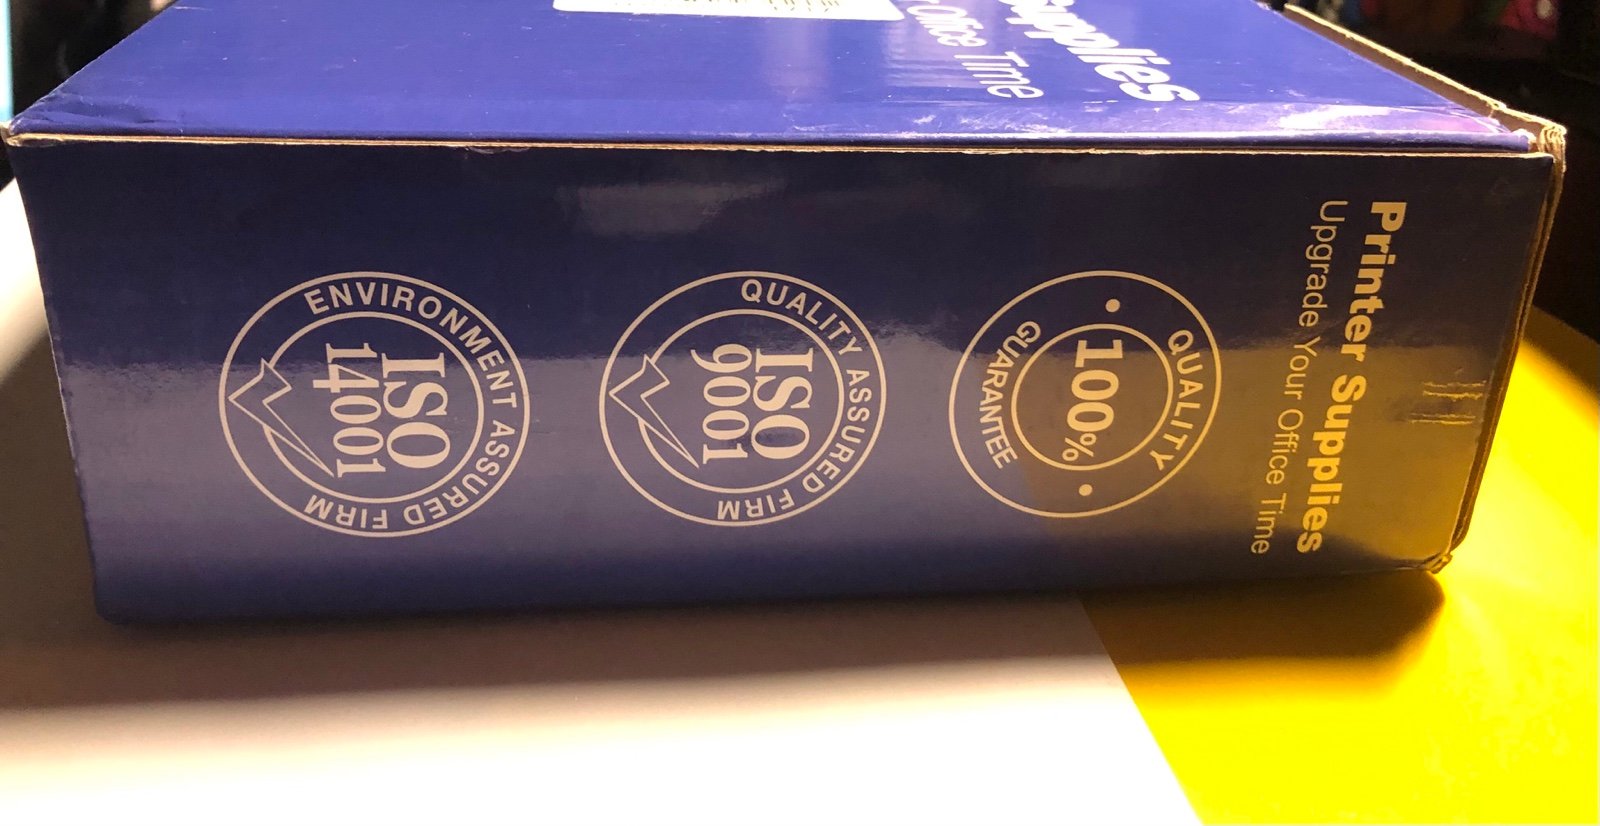 Supplies
Office Time
Printer Supplies
Upgrade Your Office Time
QUALITY
100%
GUARANTEE
QUALITY ASSURED FIRM
ISO
9001
ENVIRONMENT ASSURED FIRM
ISO
14001